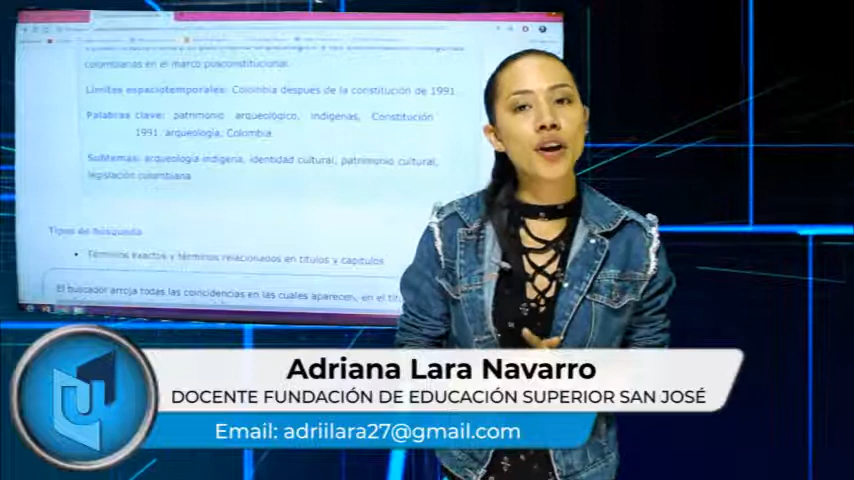 colombianas en el marco posconstitucional.
Límites espaciotemporales: Colombia después de la constitución de 1991.
Palabras clave: patrimonio arqueológico, indígenas, Constitución
1991, arqueología, Colombia
Subtemas: arqueología indígena, identidad cultural, patrimonio cultural,
legislación colombiana
Tipos de búsqueda
• Términos exactos y términos relacionados en títulos y capítulos
El buscador arroja todas las coincidencias en las cuales aparecen, en el
Adriana Lara Navarro
DOCENTE FUNDACIÓN DE EDUCACIÓN SUPERIOR SAN JOSÉ
Email: adriilara27@gmail.com